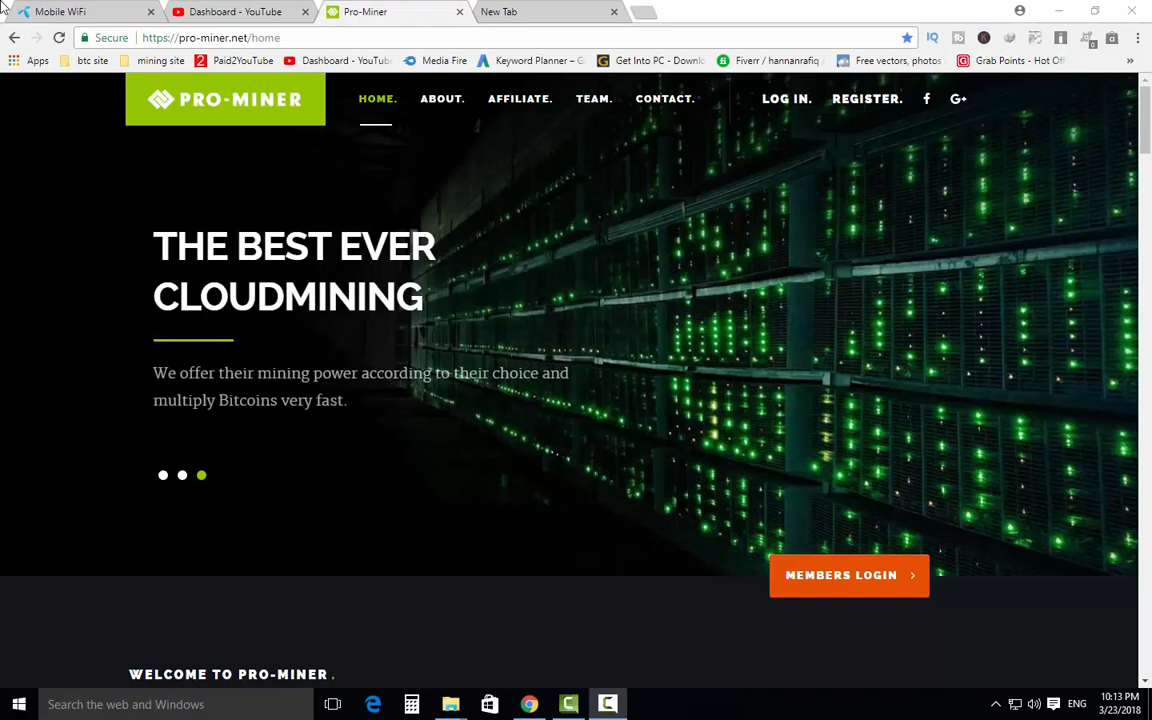 Mobile WiFi
Dashboard - YouTube
Pro-Miner
New Tab
Secure
https://pro-miner.net/home
Apps
btc site
mining site
Paid2YouTube
Dashboard - YouTub
Media Fire
Keyword Planner – G
Get Into PC - Downlo
Fiverr / hannanrafiq /
Free vectors, photos
Grab Points - Hot Off
PRO-MINER
HOME.
ABOUT.
AFFILIATE.
TEAM.
CONTACT.
LOG IN.
REGISTER.
THE BEST EVER
CLOUDMINING
We offer their mining power according to their choice and
multiply Bitcoins very fast.
MEMBERS LOGIN
WELCOME TO PRO-MINER .
Search the web and Windows
ENG
10:13 PM
3/23/2018